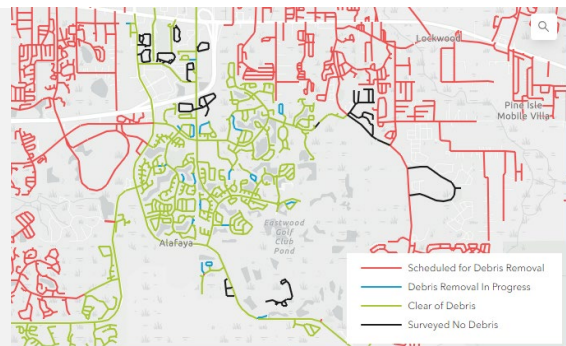 Lockwood
Pine Isle
Mobile Villa
Eastwood
Golf
Club
Pond
Alafaya
Scheduled for Debris Removal
Debris Removal In Progress
Clear of Debris
Surveyed No Debris